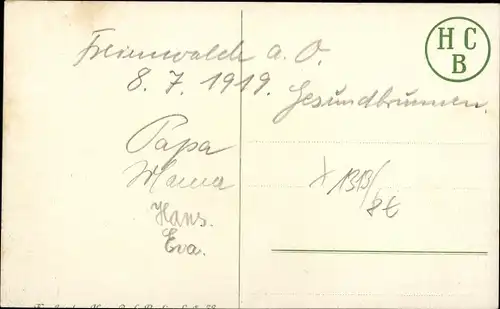 Freienwalde a. O.
8. 7. 1919.
Gesundbrunnen.
Papa
Mama
Hans.
Eva.
H C
B